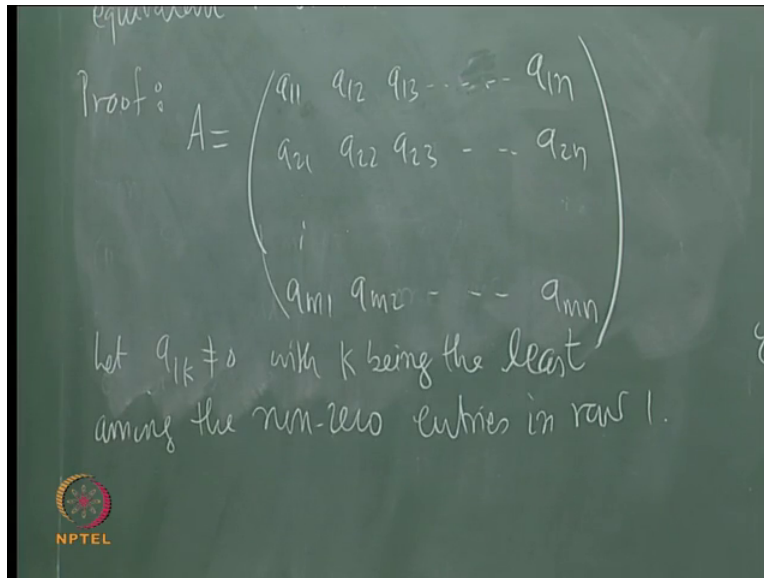 equivalent
Proof: A = ( a11 a12 a13 - - - - - a1n
a21 a22 a23 - - - a2n
⋮
am1 am2 - - - amn )
Let a1k ≠ 0 with k being the least
among the non-zero entries in row 1.
NPTEL